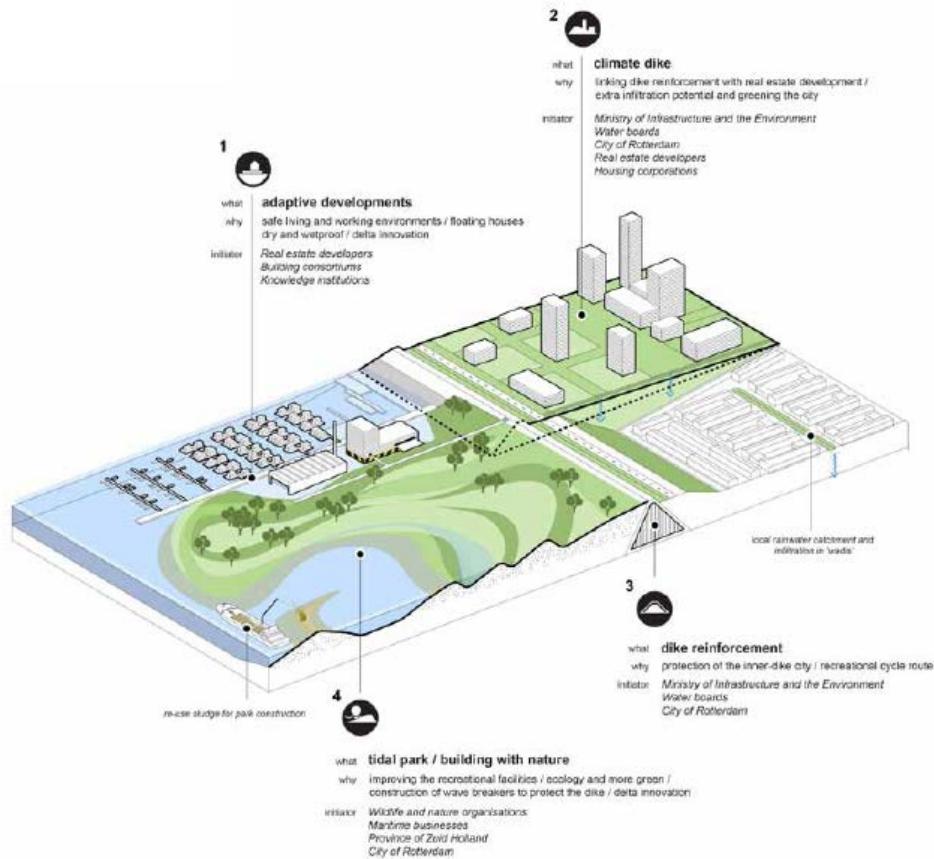 2
what climate dike
why linking dike reinforcement with real estate development /
extra infiltration potential and greening the city
initiator Ministry of Infrastructure and the Environment
Water boards
City of Rotterdam
Real estate developers
Housing corporations
1
what adaptive developments
why safe living and working environments / floating houses
dry and wetproof / delta innovation
initiator Real estate developers
Building consortiums
Knowledge institutions
local rainwater catchment and
infiltration in 'wadis'
3
what dike reinforcement
why protection of the inner-dike city / recreational cycle route
initiator Ministry of Infrastructure and the Environment
Water boards
City of Rotterdam
re-use sludge for park construction
4
what tidal park / building with nature
why improving the recreational facilities / ecology and more green /
construction of wave breakers to protect the dike / delta innovation
initiator Wildlife and nature organisations
Maritime businesses
Province of Zuid Holland
City of Rotterdam